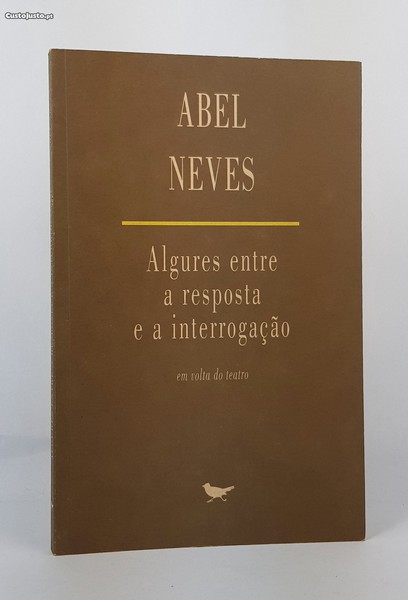 CustoJusto.pt
ABEL
NEVES
Algures entre
a resposta
e a interrogação
em volta do teatro